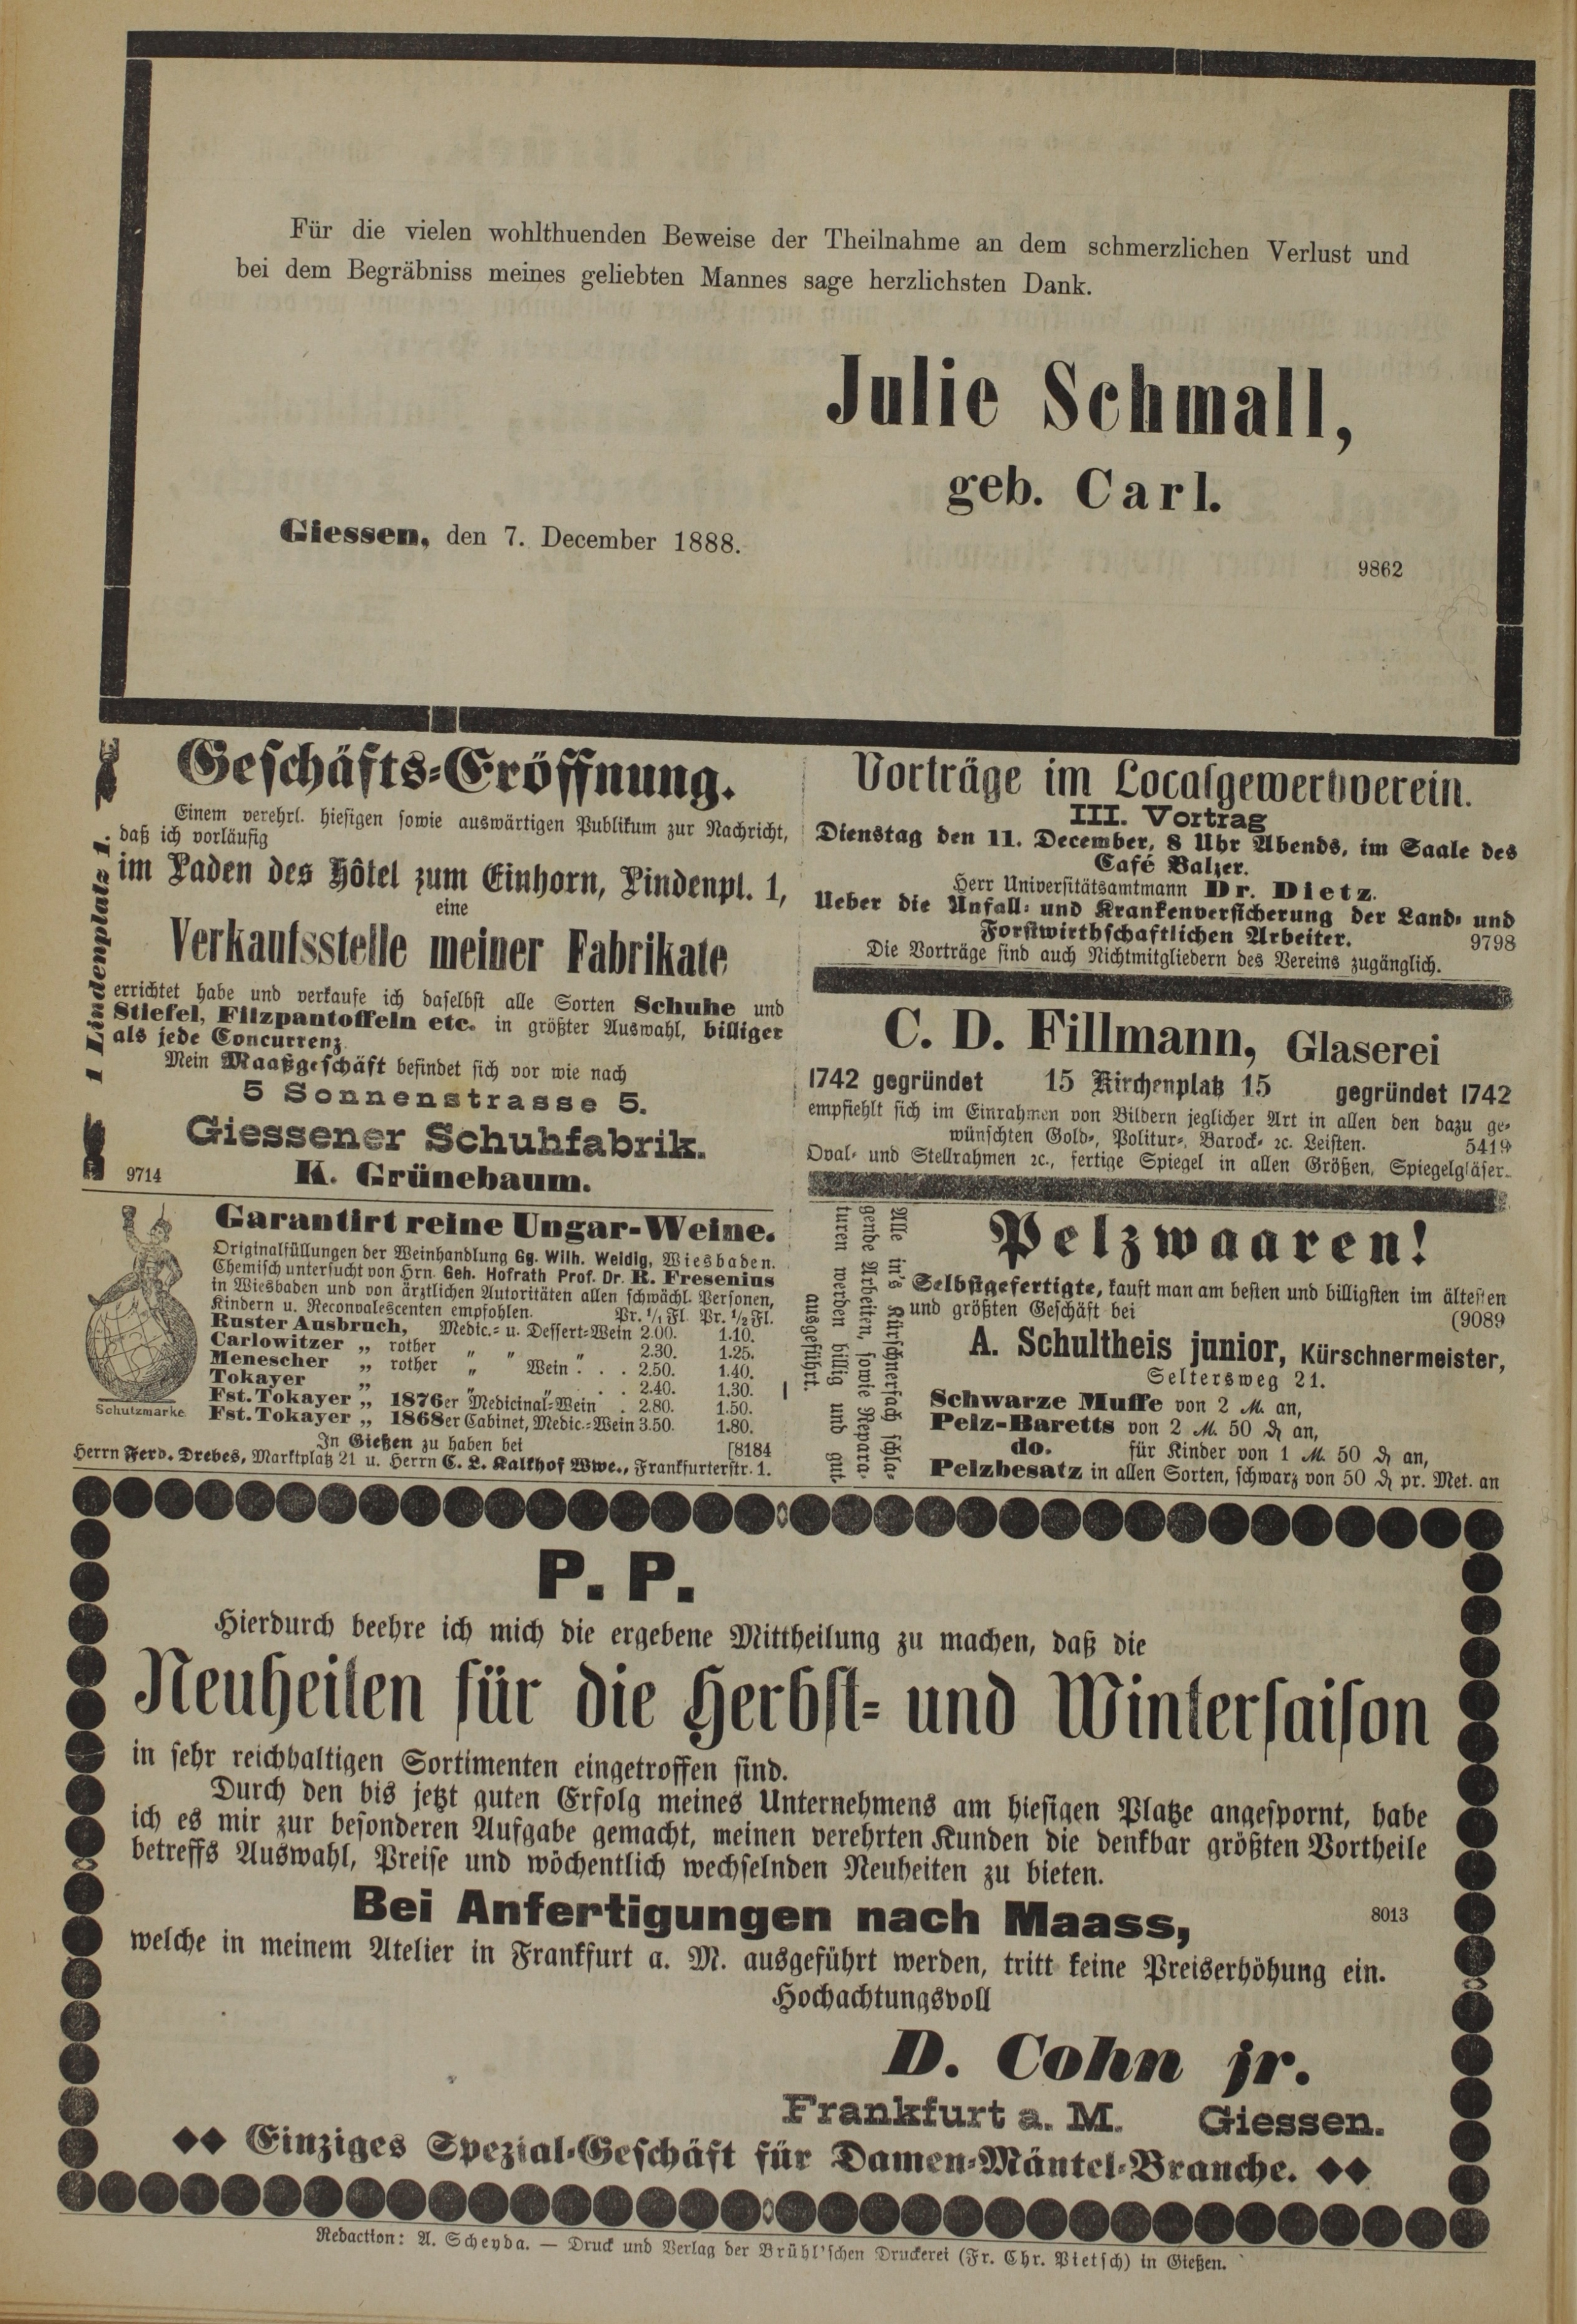 Für die vielen wohlthuenden Beweise der Theilnahme an dem schmerzlichen Verlust und
bei dem Begräbniss meines geliebten Mannes sage herzlichsten Dank.
Julie Schmall,
geb. Carl.
Giessen, den 7. December 1888.
9862
1 Lindenplatz 1.
Geschäfts-Eröffnung.
Einem verehrl. hiesigen sowie auswärtigen Publikum zur Nachricht,
daß ich vorläufig
im Laden des Hôtel zum Einhorn, Lindenpl. 1,
eine
Verkaufsstelle meiner Fabrikate
errichtet habe und verkaufe ich daselbst alle Sorten Schuhe und
Stiefel, Filzpantoffeln etc. in größter Auswahl, billiger
als jede Concurrenz
Mein Maaßgeschäft befindet sich vor wie nach
5 Sonnenstrasse 5.
Giessener Schuhfabrik.
9714 K. Grünebaum.
Garantirt reine Ungar-Weine.
Originalfüllungen der Weinhandlung Gg. Wilh. Weidig, Wiesbaden.
Chemisch untersucht von Hrn. Geh. Hofrath Prof. Dr. R. Fresenius
in Wiesbaden und von ärztlichen Autoritäten allen schwächl. Personen,
Kindern u. Reconvalescenten empfohlen. Pr. 1/1 Fl. Pr. 1/2 Fl.
Ruster Ausbruch, Medic.- u. Dessert-Wein 2.00. 1.10.
Carlowitzer „ rother „ „ „ 2.30. 1.25.
Menescher „ rother „ Wein . . . 2.50. 1.40.
Tokayer „ „ „ . . 2.40. 1.30.
Fst. Tokayer „ 1876er Medicinal-Wein . 2.80. 1.50.
Fst. Tokayer „ 1868er Cabinet, Medic.-Wein 3.50. 1.80.
Schutzmarke
In Gießen zu haben bei [8184
Herrn Ferd. Drebes, Marktplatz 21 u. Herrn C. L. Kalkhof Wwe., Frankfurterstr. 1.
Vorträge im Localgewerbverein.
III. Vortrag
Dienstag den 11. December, 8 Uhr Abends, im Saale des
Café Balzer.
Herr Universitätsamtmann Dr. Dietz.
Ueber die Unfall- und Krankenversicherung der Land- und
Forstwirthschaftlichen Arbeiter. 9798
Die Vorträge sind auch Nichtmitgliedern des Vereins zugänglich.
C. D. Fillmann, Glaserei
1742 gegründet 15 Kirchenplatz 15 gegründet 1742
empfiehlt sich im Einrahmen von Bildern jeglicher Art in allen den dazu ge-
wünschten Gold-, Politur-, Barock- ꝛc. Leisten. 5419
Oval- und Stellrahmen ꝛc., fertige Spiegel in allen Größen, Spiegelgläser.
Alle in's Kürschnerfach schla-
gende Arbeiten, sowie Repara-
turen werden billig und gut
ausgeführt.
Pelzwaaren!
Selbstgefertigte, kauft man am besten und billigsten im ältesten
und größten Geschäft bei (9089
A. Schultheis junior, Kürschnermeister,
Seltersweg 21.
Schwarze Muffe von 2 M. an,
Pelz-Baretts von 2 M. 50 ₰ an,
do. für Kinder von 1 M. 50 ₰ an,
Pelzbesatz in allen Sorten, schwarz von 50 ₰ pr. Met. an
P. P.
Hierdurch beehre ich mich die ergebene Mittheilung zu machen, daß die
Neuheiten für die Herbst- und Wintersaison
in sehr reichhaltigen Sortimenten eingetroffen sind.
Durch den bis jetzt guten Erfolg meines Unternehmens am hiesigen Platze angespornt, habe
ich es mir zur besonderen Aufgabe gemacht, meinen verehrten Kunden die denkbar größten Vortheile
betreffs Auswahl, Preise und wöchentlich wechselnden Neuheiten zu bieten.
Bei Anfertigungen nach Maass, 8013
welche in meinem Atelier in Frankfurt a. M. ausgeführt werden, tritt keine Preiserhöhung ein.
Hochachtungsvoll
D. Cohn jr.
Frankfurt a. M. Giessen.
Einziges Spezial-Geschäft für Damen-Mäntel-Branche.
Redaction: A. Scheyda. — Druck und Verlag der Brühl'schen Druckerei (Fr. Chr. Pietsch) in Gießen.